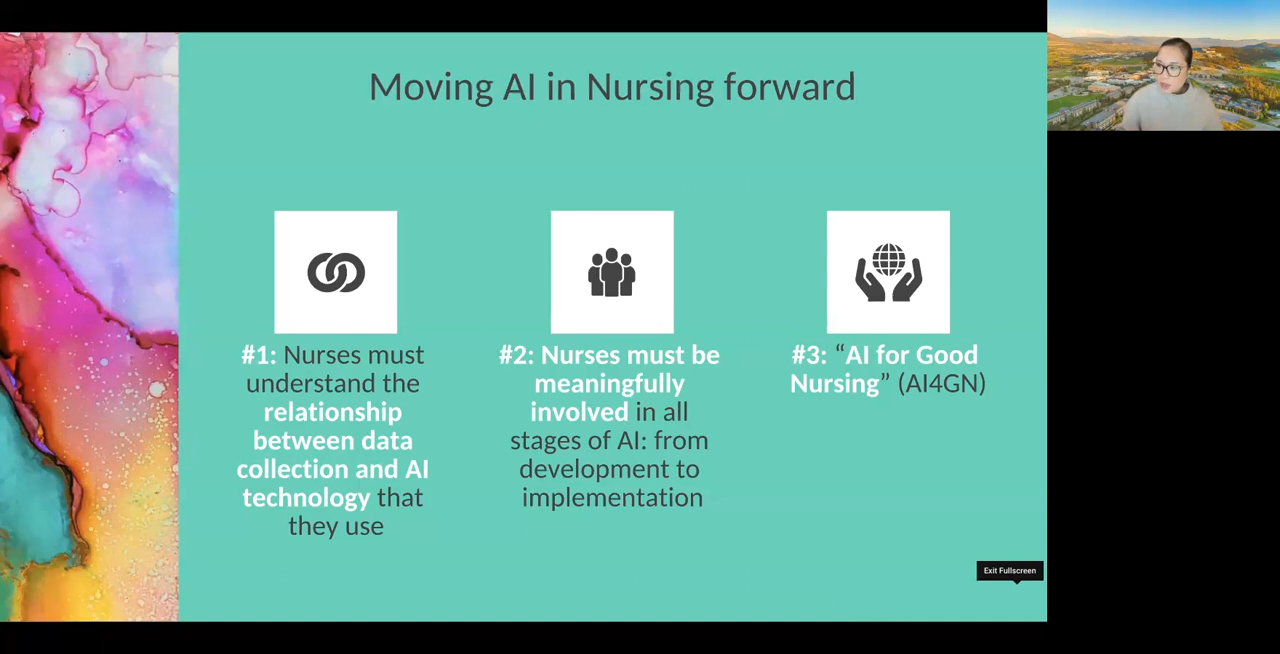 Moving AI in Nursing forward
#1: Nurses must
understand the
relationship
between data
collection and AI
technology that
they use
#2: Nurses must be
meaningfully
involved in all
stages of AI: from
development to
implementation
#3: “AI for Good
Nursing” (AI4GN)
Exit Fullscreen